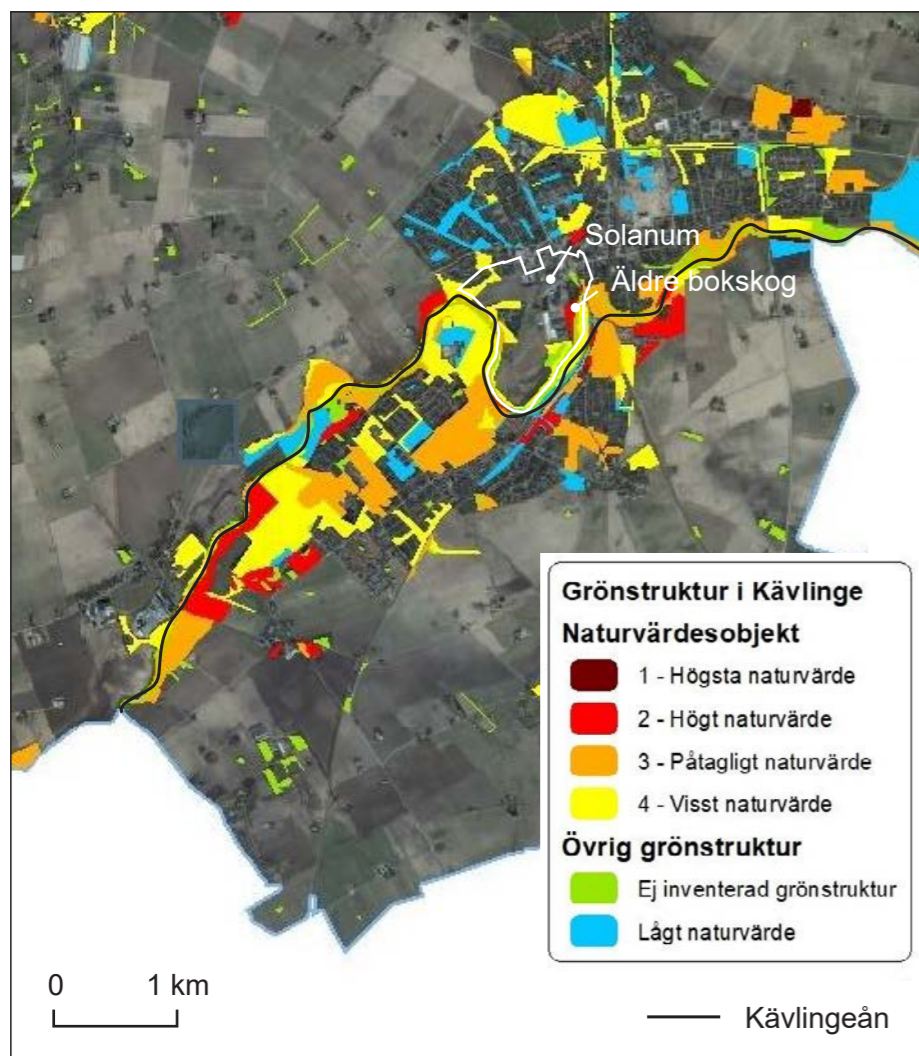 Solanum
Äldre bokskog
Grönstruktur i Kävlinge
Naturvärdesobjekt
1 - Högsta naturvärde
2 - Högt naturvärde
3 - Påtagligt naturvärde
4 - Visst naturvärde
Övrig grönstruktur
Ej inventerad grönstruktur
Lågt naturvärde
0 1 km
Kävlingeån